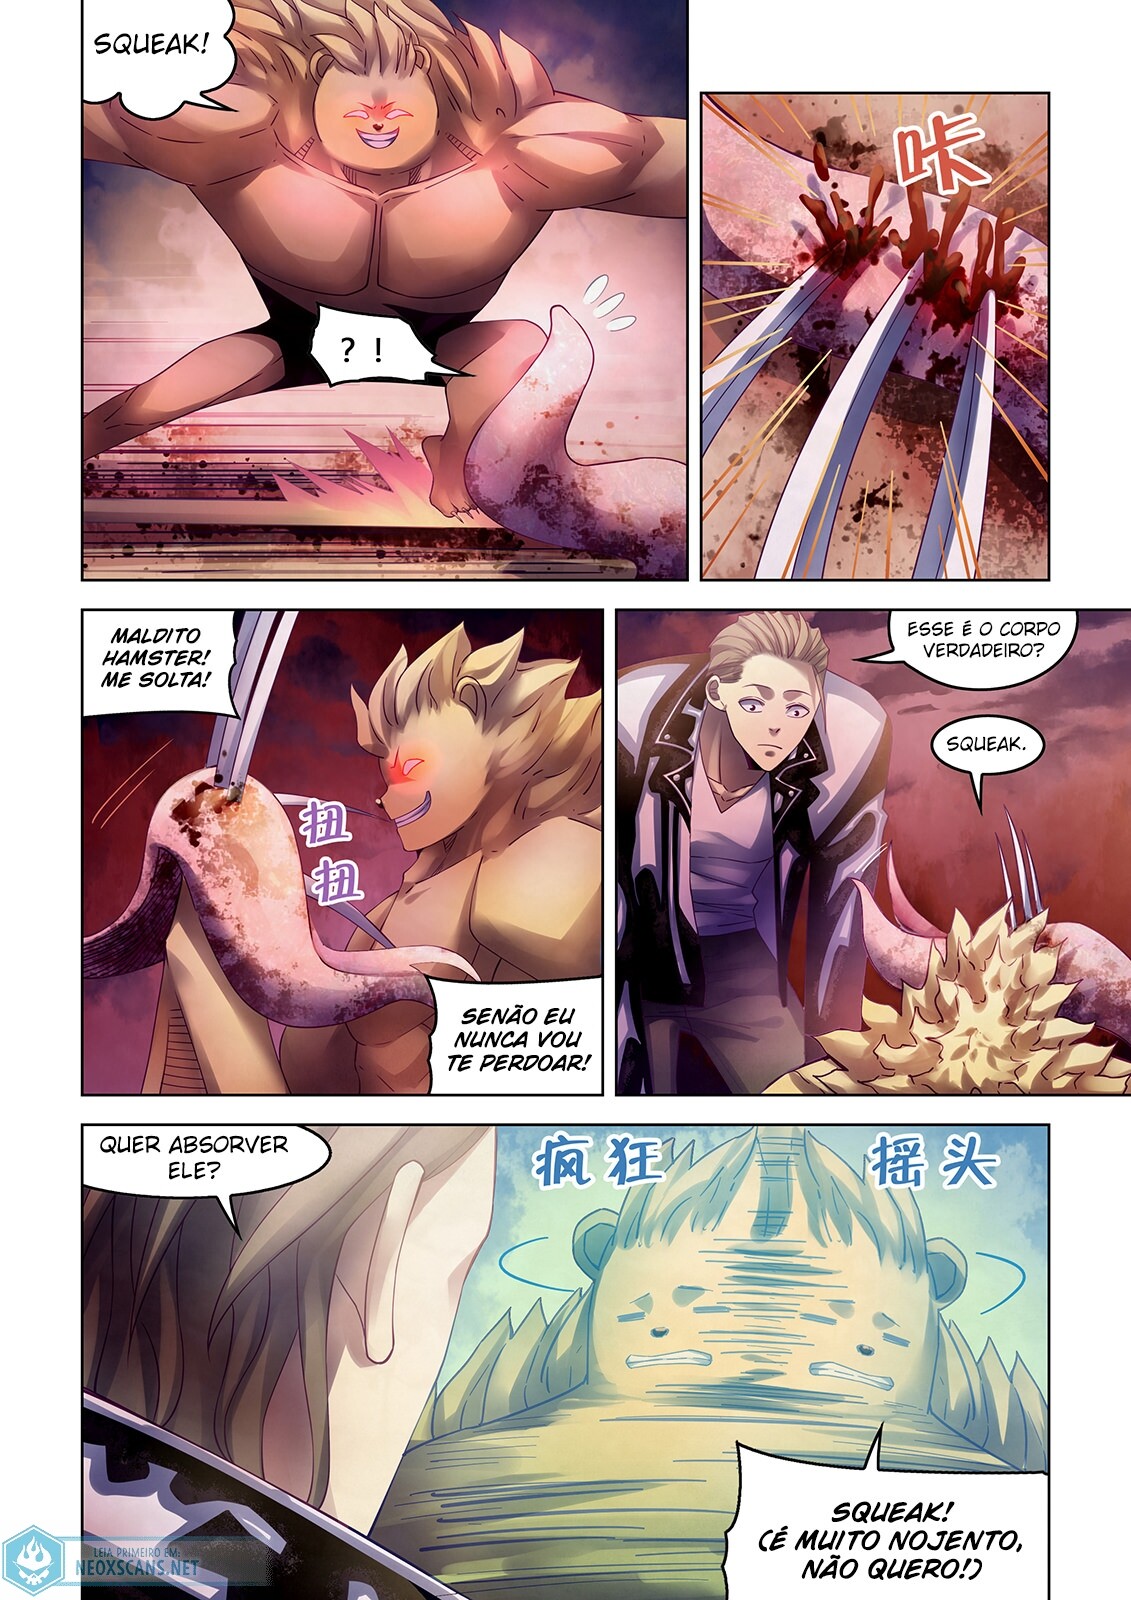 SQUEAK!
?!
咔
MALDITO
HAMSTER!
ME SOLTA!
扭
扭
SENÃO EU
NUNCA VOU
TE PERDOAR!
ESSE É O CORPO
VERDADEIRO?
SQUEAK.
QUER ABSORVER
ELE?
疯狂 摇头
SQUEAK!
(É MUITO NOJENTO,
NÃO QUERO!)
LEIA PRIMEIRO EM:
NEOXSCANS.NET